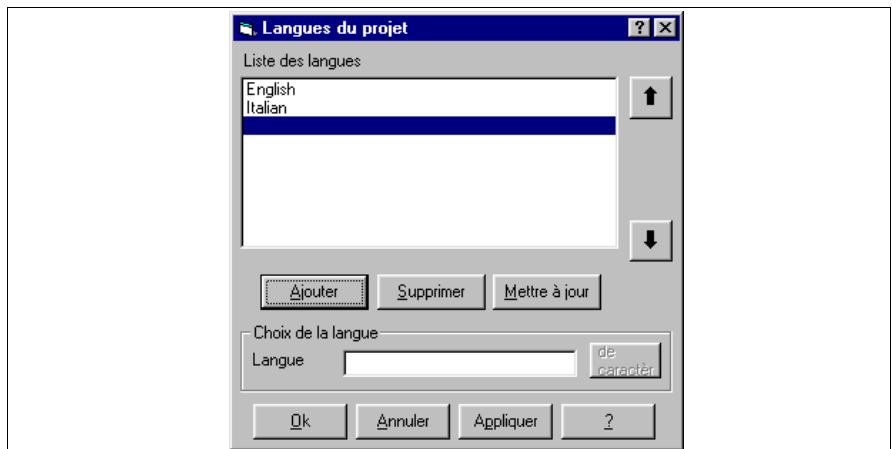 Langues du projet
Liste des langues
English
Italian
Ajouter Supprimer Mettre à jour
Choix de la langue
Langue
de
caractèr
Ok Annuler Appliquer ?